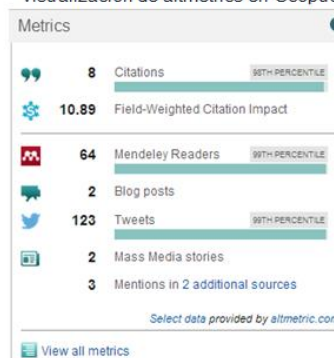 Visualización de altmetrics en Scopus
Metrics
8 Citations 98TH PERCENTILE
10.89 Field-Weighted Citation Impact
64 Mendeley Readers 99TH PERCENTILE
2 Blog posts
123 Tweets 99TH PERCENTILE
2 Mass Media stories
3 Mentions in 2 additional sources
Select data provided by altmetric.com
View all metrics